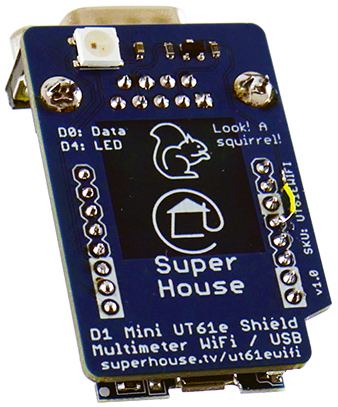 D0: Data
D4: LED
Look! A
squirrel!
SKU: UT61EWIFI
v1.0
Super
House
D1 Mini UT61e Shield
Multimeter WiFi / USB
superhouse.tv/ut61ewifi